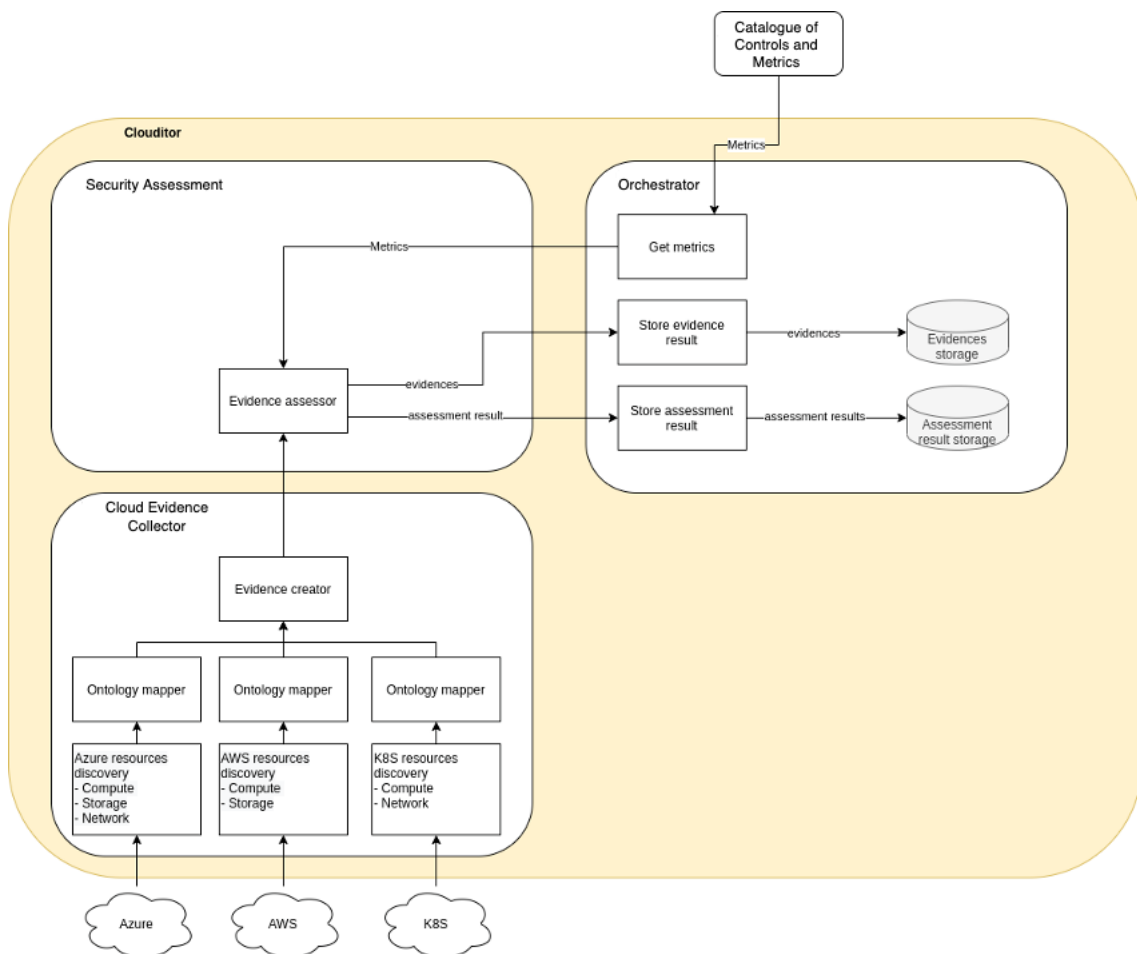 Catalogue of
Controls and
Metrics
Clouditor
Metrics
Security Assessment
Orchestrator
Metrics
Get metrics
Store evidence
result
evidences
Evidences
storage
evidences
Evidence assessor
assessment result
Store assessment
result
assessment results
Assessment
result storage
Cloud Evidence
Collector
Evidence creator
Ontology mapper
Ontology mapper
Ontology mapper
Azure resources
discovery
- Compute
- Storage
- Network
AWS resources
discovery
- Compute
- Storage
K8S resources
discovery
- Compute
- Network
Azure
AWS
K8S